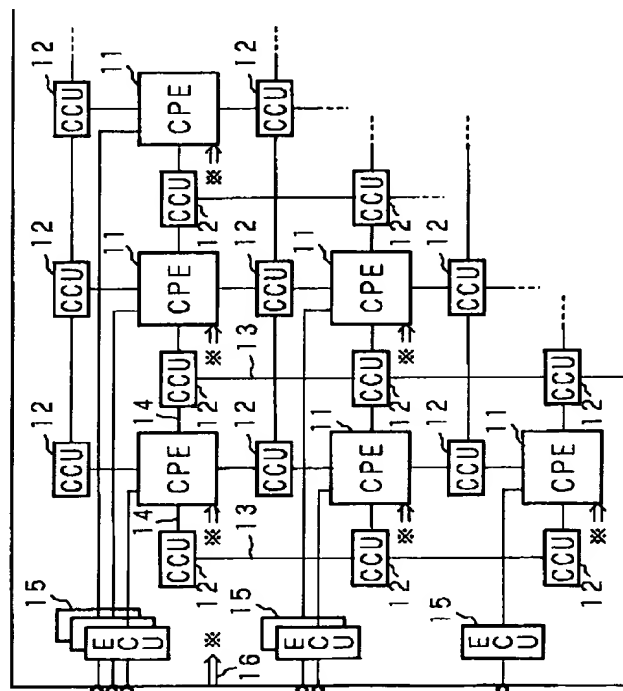 12 12 12
CCU CCU CCU
11 11
15 14 14
ECU CCU CPE CCU CPE CCU CPE
12 12 12
※ ※ ※ ※
16
13 13
12 12 12
CCU CCU CCU
15 11 11
ECU CCU CPE CCU CPE CCU
12 12 12
※ ※
12 12
CCU CCU
15 11
ECU CCU CPE CCU
12 12
※